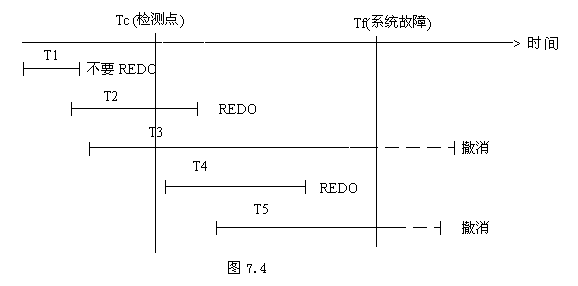 Tc(检测点)
Tf(系统故障)
时间
T1
不要 REDO
T2
REDO
T3
撤消
T4
REDO
T5
撤消
图 7.4